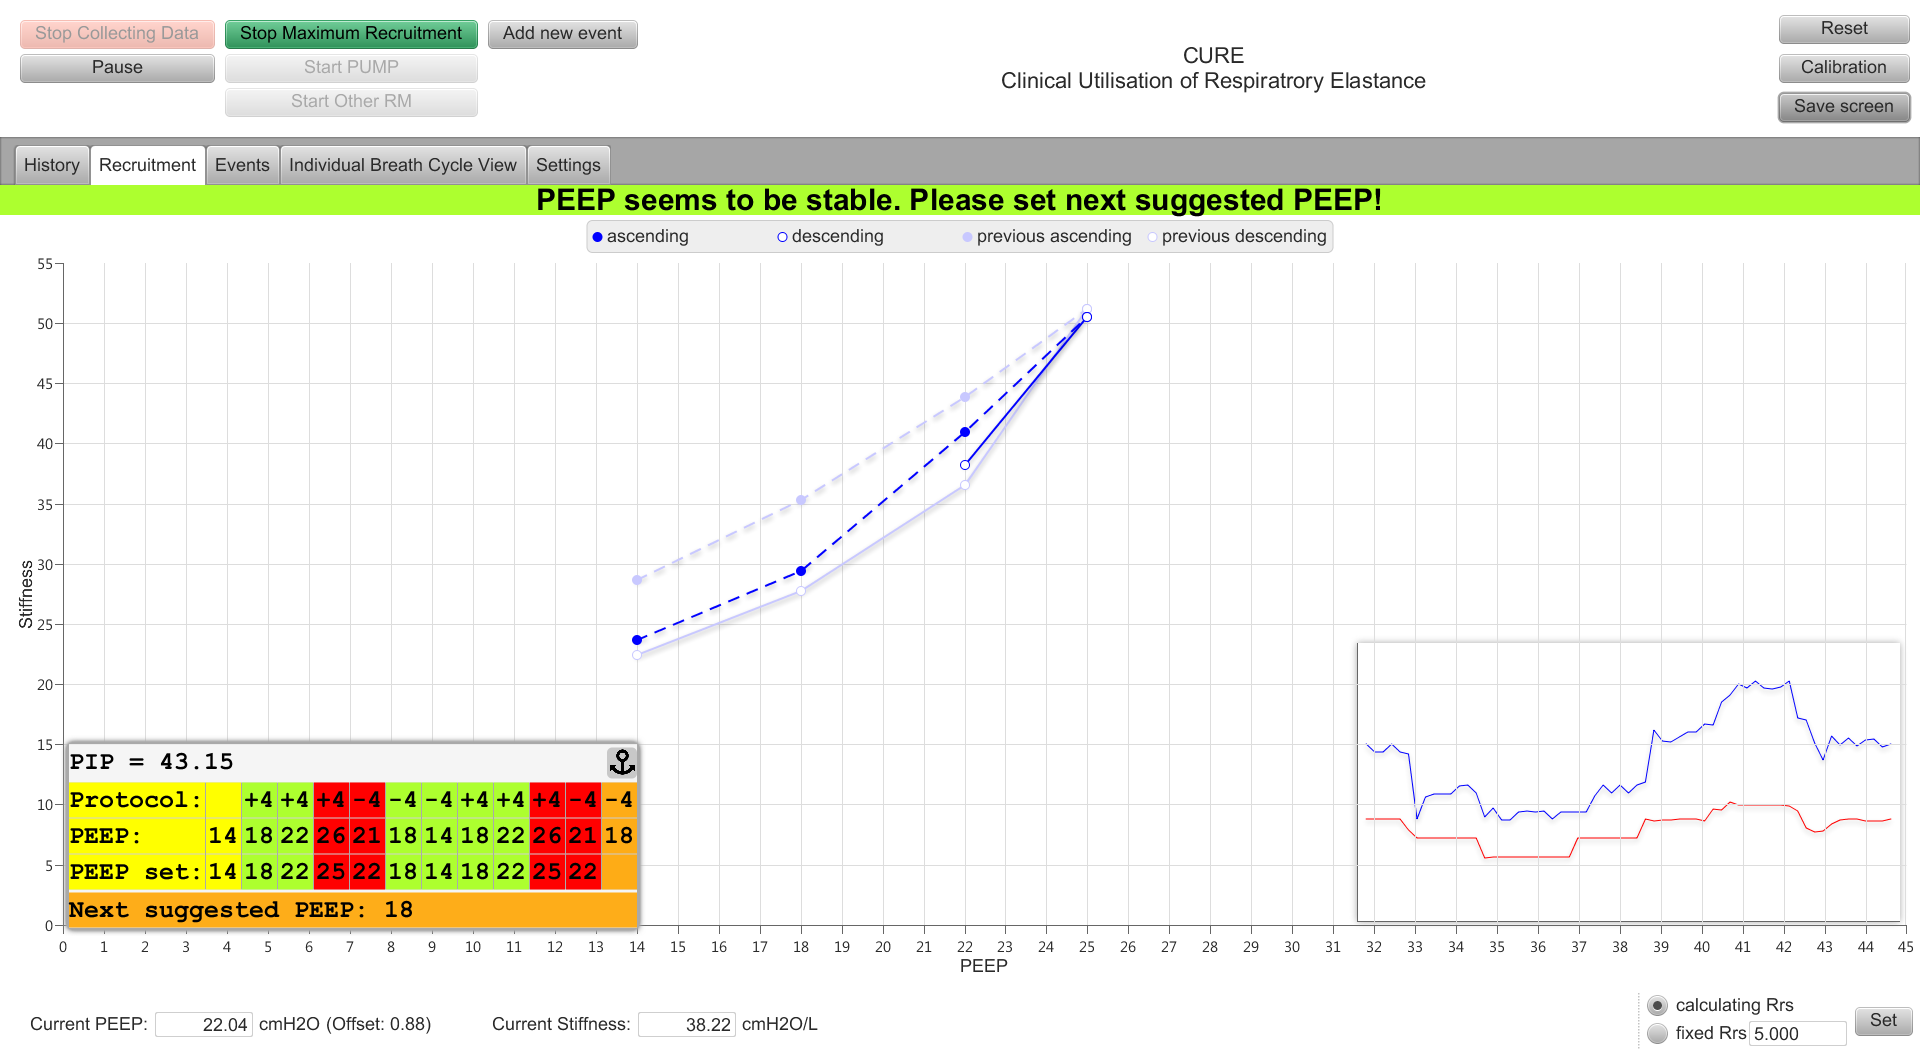 Stop Collecting Data
Stop Maximum Recruitment
Add new event
Pause
Start PUMP
Start Other RM
CURE
Clinical Utilisation of Respiratrory Elastance
Reset
Calibration
Save screen
History
Recruitment
Events
Individual Breath Cycle View
Settings
PEEP seems to be stable. Please set next suggested PEEP!
ascending
descending
previous ascending
previous descending
55
50
45
40
35
30
25
20
15
10
5
0
Stiffness
PIP = 43.15
Protocol: +4 +4 +4 -4 -4 -4 +4 +4 +4 -4 -4
PEEP: 14 18 22 26 21 18 14 18 22 26 21 18
PEEP set: 14 18 22 25 22 18 14 18 22 25 22
Next suggested PEEP: 18
0 1 2 3 4 5 6 7 8 9 10 11 12 13 14 15 16 17 18 19 20 21 22 23 24 25 26 27 28 29 30 31 32 33 34 35 36 37 38 39 40 41 42 43 44 45
PEEP
Current PEEP: 22.04 cmH2O (Offset: 0.88)
Current Stiffness: 38.22 cmH2O/L
calculating Rrs
fixed Rrs 5.000
Set